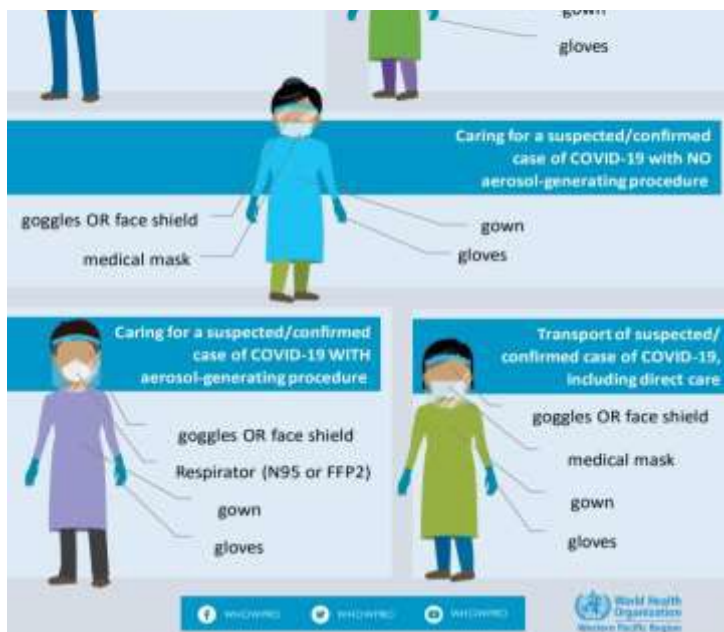 gown
gloves
Caring for a suspected/confirmed
case of COVID-19 with NO
aerosol-generating procedure
goggles OR face shield
medical mask
gown
gloves
Caring for a suspected/confirmed
case of COVID-19 WITH
aerosol-generating procedure
goggles OR face shield
Respirator (N95 or FFP2)
gown
gloves
Transport of suspected/
confirmed case of COVID-19,
including direct care
goggles OR face shield
medical mask
gown
gloves
WHOWPRO
WHOWPRO
WHOWPRO
World Health
Organization
Western Pacific Region